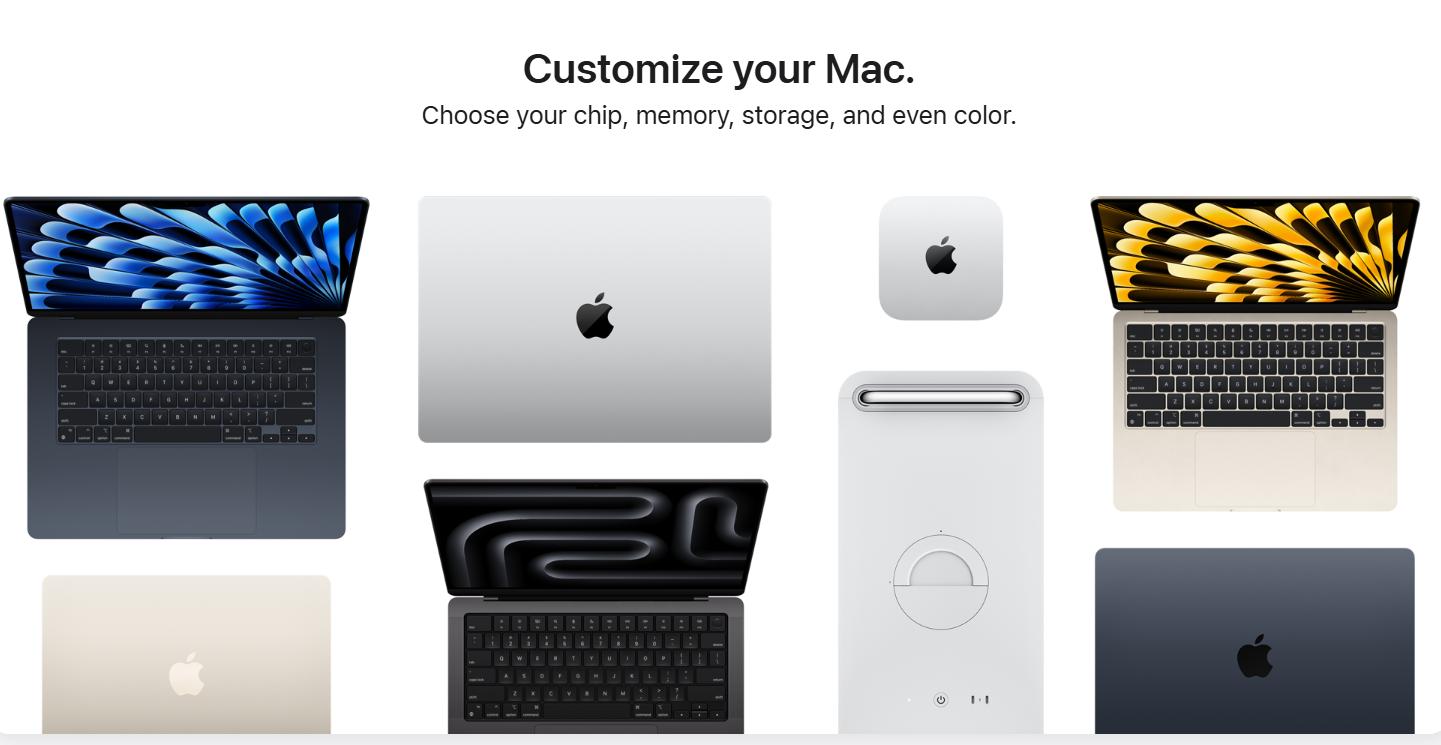 Customize your Mac.
Choose your chip, memory, storage, and even color.